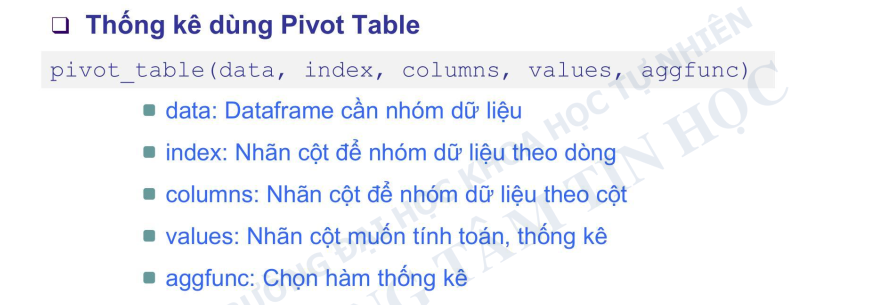 Thống kê dùng Pivot Table
pivot_table(data, index, columns, values, aggfunc)
data: Dataframe cần nhóm dữ liệu
index: Nhãn cột để nhóm dữ liệu theo dòng
columns: Nhãn cột để nhóm dữ liệu theo cột
values: Nhãn cột muốn tính toán, thống kê
aggfunc: Chọn hàm thống kê
ĐẠI HỌC KHOA HỌC TỰ NHIÊN
TÂM TIN HỌC